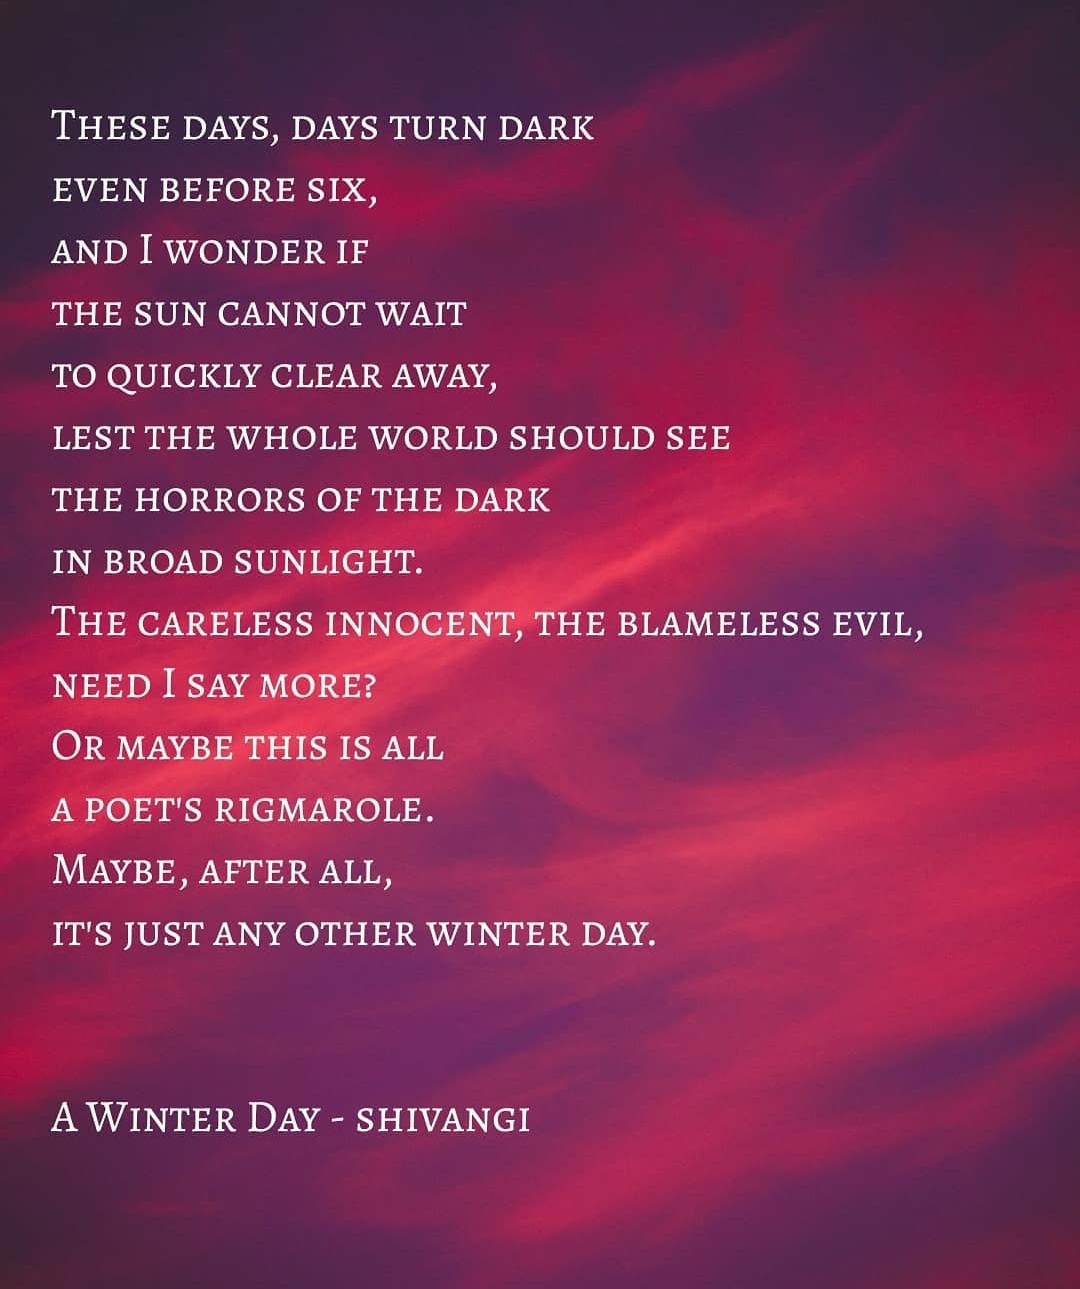 These days, days turn dark
even before six,
and I wonder if
the sun cannot wait
to quickly clear away,
lest the whole world should see
the horrors of the dark
in broad sunlight.
The careless innocent, the blameless evil,
need I say more?
Or maybe this is all
a poet's rigmarole.
Maybe, after all,
it's just any other winter day.
A Winter Day - shivangi